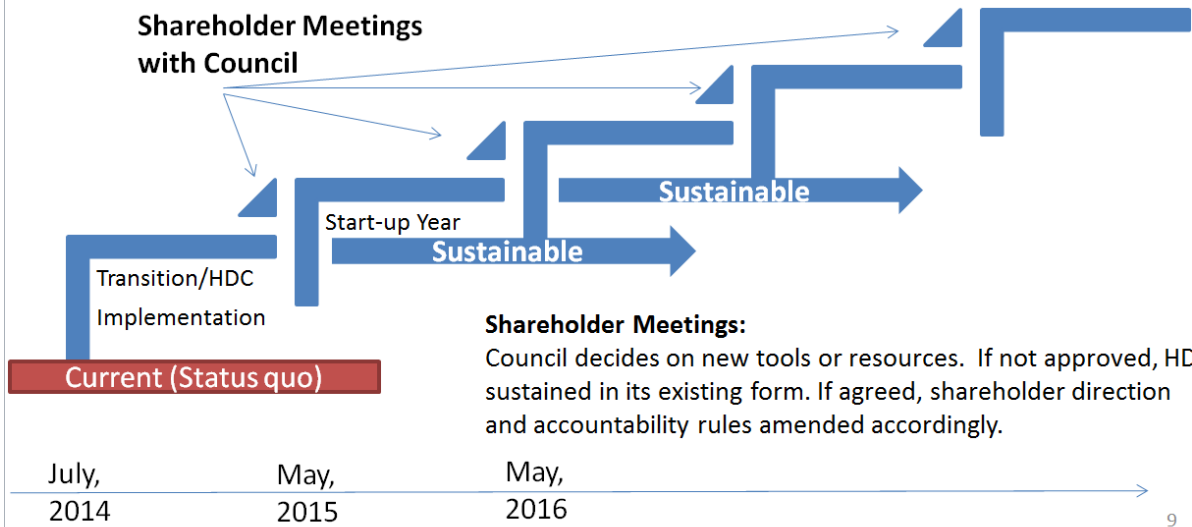 Shareholder Meetings
with Council
Sustainable
Start-up Year
Sustainable
Transition/HDC
Implementation
Current (Status quo)
Shareholder Meetings:
Council decides on new tools or resources.  If not approved, HD
sustained in its existing form. If agreed, shareholder direction
and accountability rules amended accordingly.
July,
2014
May,
2015
May,
2016
9